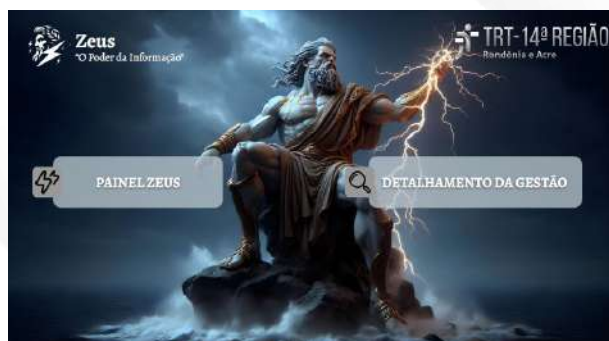 Zeus
"O Poder da Informação"
TRT-14ª REGIÃO
Rondônia e Acre
PAINEL ZEUS
DETALHAMENTO DA GESTÃO